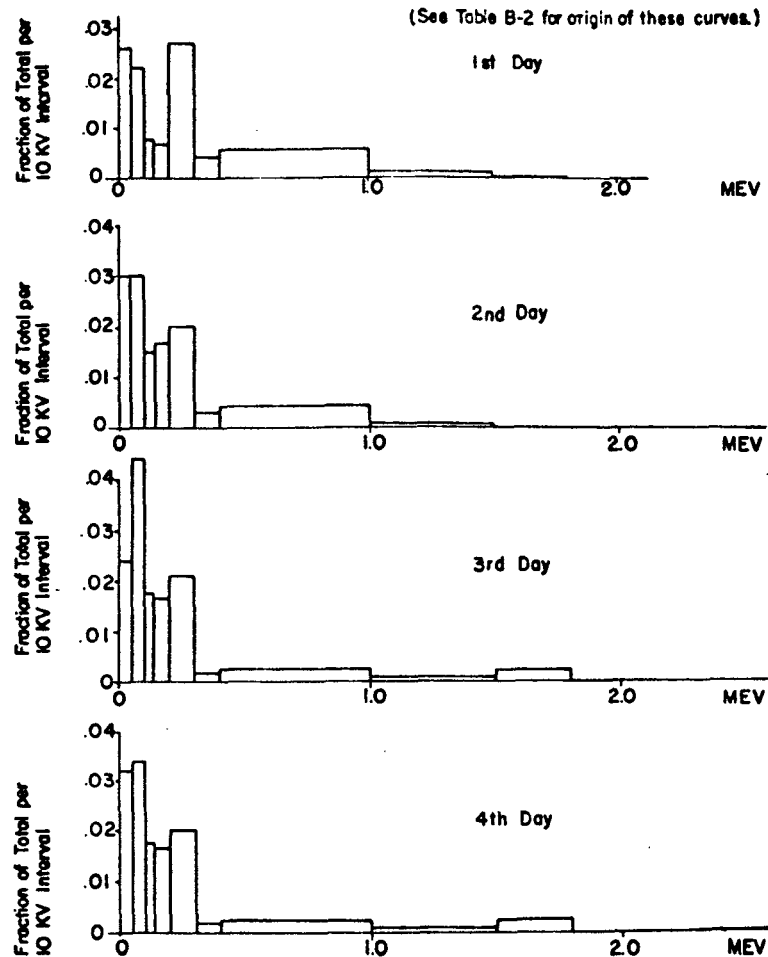 (See Table B-2 for origin of these curves.)
1st Day
Fraction of Total per
10 KV Interval
.03
.01
0
0
1.0
2.0
MEV
2nd Day
Fraction of Total per
10 KV Interval
.04
.03
.02
.01
0
0
1.0
2.0
MEV
3rd Day
Fraction of Total per
10 KV Interval
.04
.03
.02
.01
0
0
1.0
2.0
MEV
4th Day
Fraction of Total per
10 KV Interval
.04
.03
.02
.01
0
0
1.0
2.0
MEV